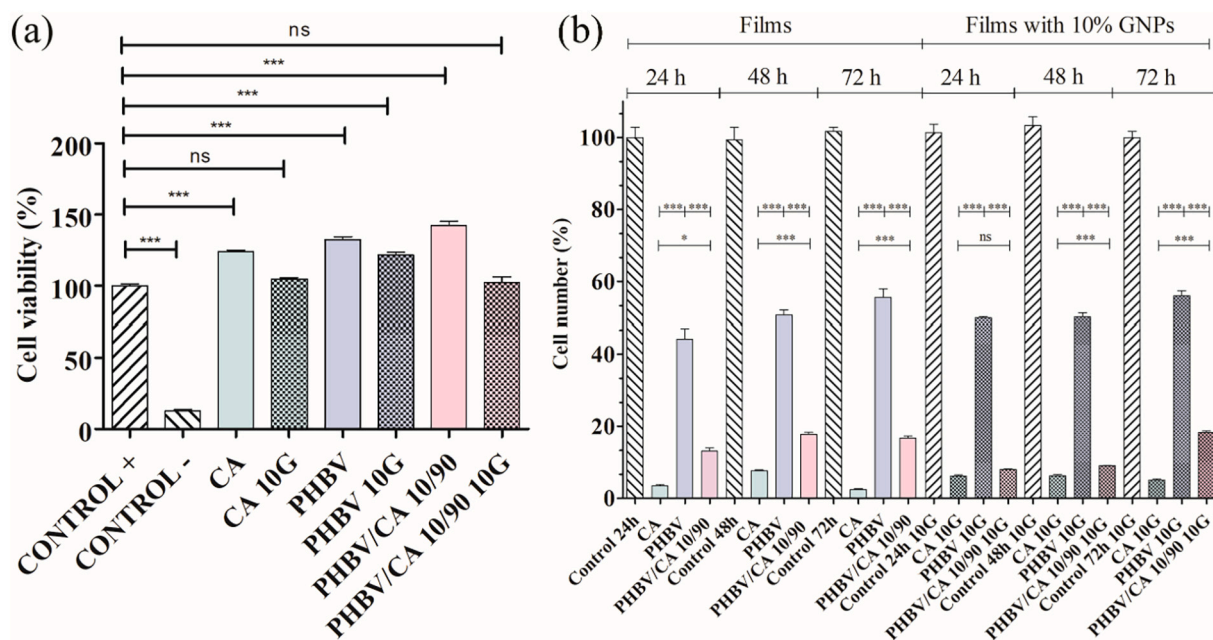 (a)
ns
***
***
***
ns
***
***
200
150
100
50
0
Cell viability (%)
CONTROL +
CONTROL -
CA
CA 10G
PHBV
PHBV 10G
PHBV/CA 10/90
PHBV/CA 10/90 10G
(b)
Films
Films with 10% GNPs
24 h
48 h
72 h
24 h
48 h
72 h
*** ***
*** ***
*** ***
*** ***
*** ***
*** ***
*
***
***
ns
***
***
100
80
60
40
20
0
Cell number (%)
Control 24h
CA
PHBV
PHBV/CA 10/90
Control 48h
CA
PHBV
PHBV/CA 10/90
Control 72h
CA
PHBV
PHBV/CA 10/90
Control 24h 10G
CA 10G
PHBV 10G
PHBV/CA 10/90 10G
Control 48h 10G
CA 10G
PHBV 10G
PHBV/CA 10/90 10G
Control 72h 10G
CA 10G
PHBV 10G
PHBV/CA 10/90 10G